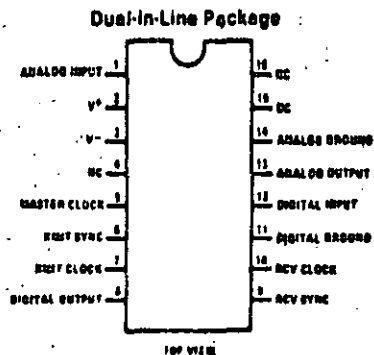 Dual-In-Line Package
ANALOG INPUT 1
V+ 2
V- 3
NC 4
MASTER CLOCK 5
XMIT SYNC 6
XMIT CLOCK 7
DIGITAL OUTPUT 8
16 NC
15 NC
14 ANALOG GROUND
13 ANALOG OUTPUT
12 DIGITAL INPUT
11 DIGITAL GROUND
10 RCV CLOCK
9 RCV SYNC
TOP VIEW